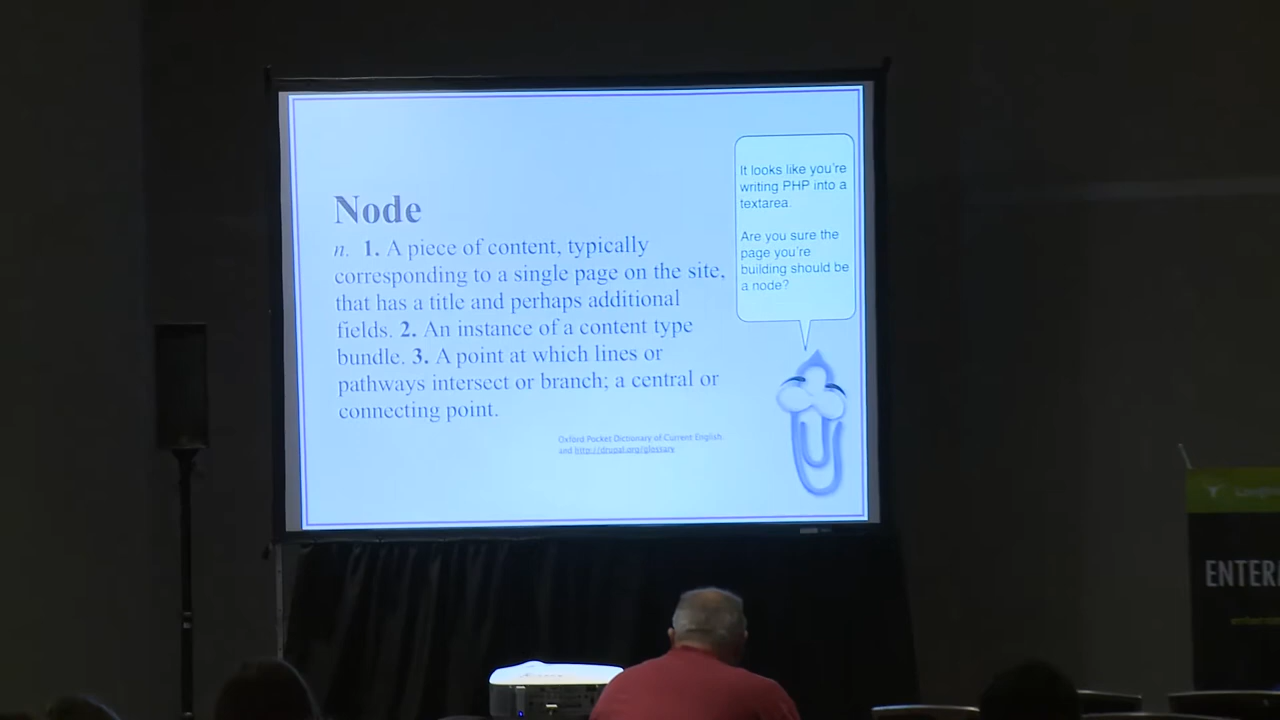 Node
n. 1. A piece of content, typically
corresponding to a single page on the site,
that has a title and perhaps additional
fields. 2. An instance of a content type
bundle. 3. A point at which lines or
pathways intersect or branch; a central or
connecting point.
Oxford Pocket Dictionary of Current English
and http://drupal.org/glossary
It looks like you're
writing PHP into a
textarea.
Are you sure the
page you're
building should be
a node?